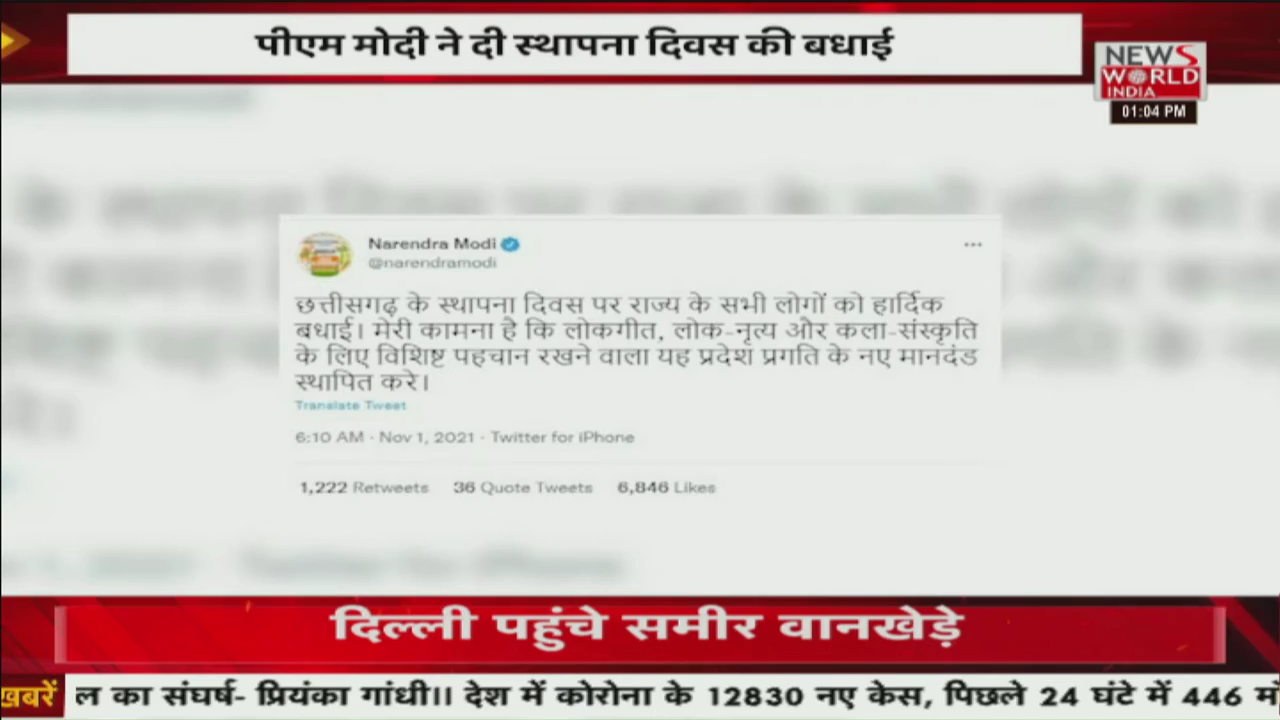 पीएम मोदी ने दी स्थापना दिवस की बधाई
NEWS
WORLD
INDIA
01:04 PM
Narendra Modi
@narendramodi
छत्तीसगढ़ के स्थापना दिवस पर राज्य के सभी लोगों को हार्दिक
बधाई। मेरी कामना है कि लोकगीत, लोक-नृत्य और कला-संस्कृति
के लिए विशिष्ट पहचान रखने वाला यह प्रदेश प्रगति के नए मानदंड
स्थापित करे।
Translate Tweet
6:10 AM · Nov 1, 2021 · Twitter for iPhone
1,222 Retweets 36 Quote Tweets 6,846 Likes
दिल्ली पहुंचे समीर वानखेड़े
खबरें ल का संघर्ष- प्रियंका गांधी।। देश में कोरोना के 12830 नए केस, पिछले 24 घंटे में 446